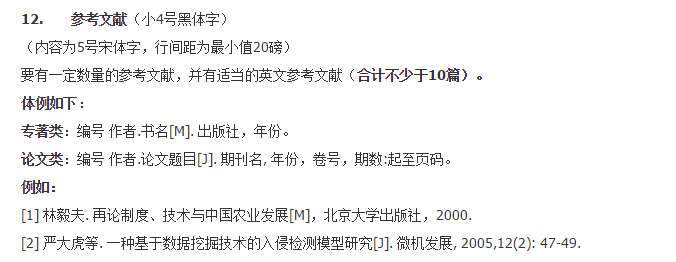 12. 参考文献（小4号黑体字）
（内容为5号宋体字，行间距为最小值20磅）
要有一定数量的参考文献，并有适当的英文参考文献（合计不少于10篇）。
体例如下：
专著类：编号 作者.书名[M]. 出版社，年份。
论文类：编号 作者.论文题目[J]. 期刊名, 年份，卷号，期数:起至页码。
例如：
[1] 林毅夫. 再论制度、技术与中国农业发展[M]，北京大学出版社，2000.
[2] 严大虎等. 一种基于数据挖掘技术的入侵检测模型研究[J]. 微机发展, 2005,12(2): 47-49.